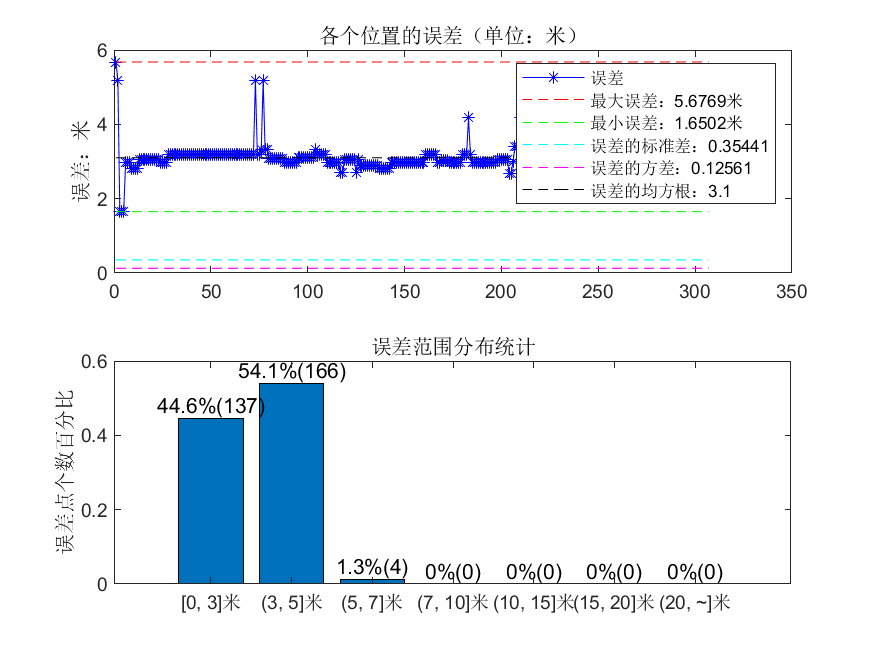 各个位置的误差（单位：米）
误差：米
6
4
2
0
0 50 100 150 200 250 300 350
误差
最大误差：5.6769米
最小误差：1.6502米
误差的标准差：0.35441
误差的方差：0.12561
误差的均方根：3.1
误差范围分布统计
误差点个数百分比
0.6
0.4
0.2
0
44.6%(137)
54.1%(166)
1.3%(4)
0%(0)
0%(0)
0%(0)
0%(0)
[0, 3]米 (3, 5]米 (5, 7]米 (7, 10]米 (10, 15]米 (15, 20]米 (20, ~]米